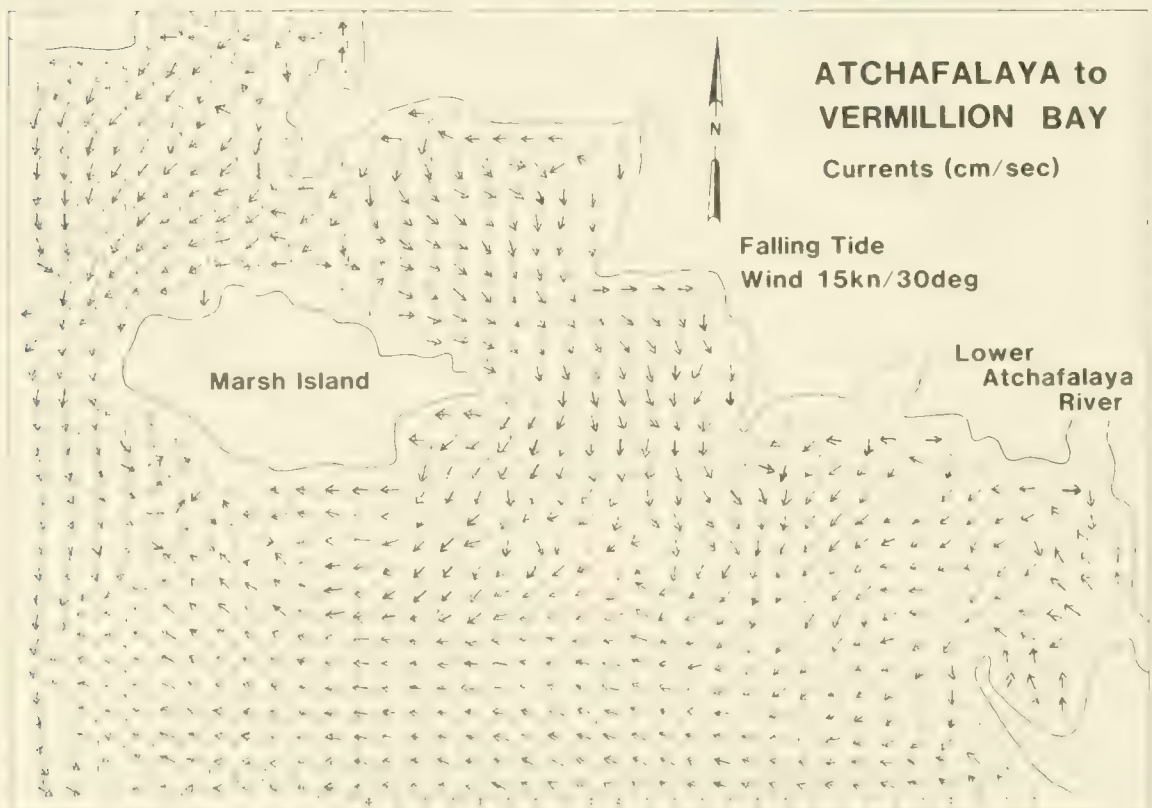 ATCHAFALAYA to
VERMILLION BAY
Currents (cm/sec)
N
Falling Tide
Wind 15kn/30deg
Lower
Atchafalaya
River
Marsh Island